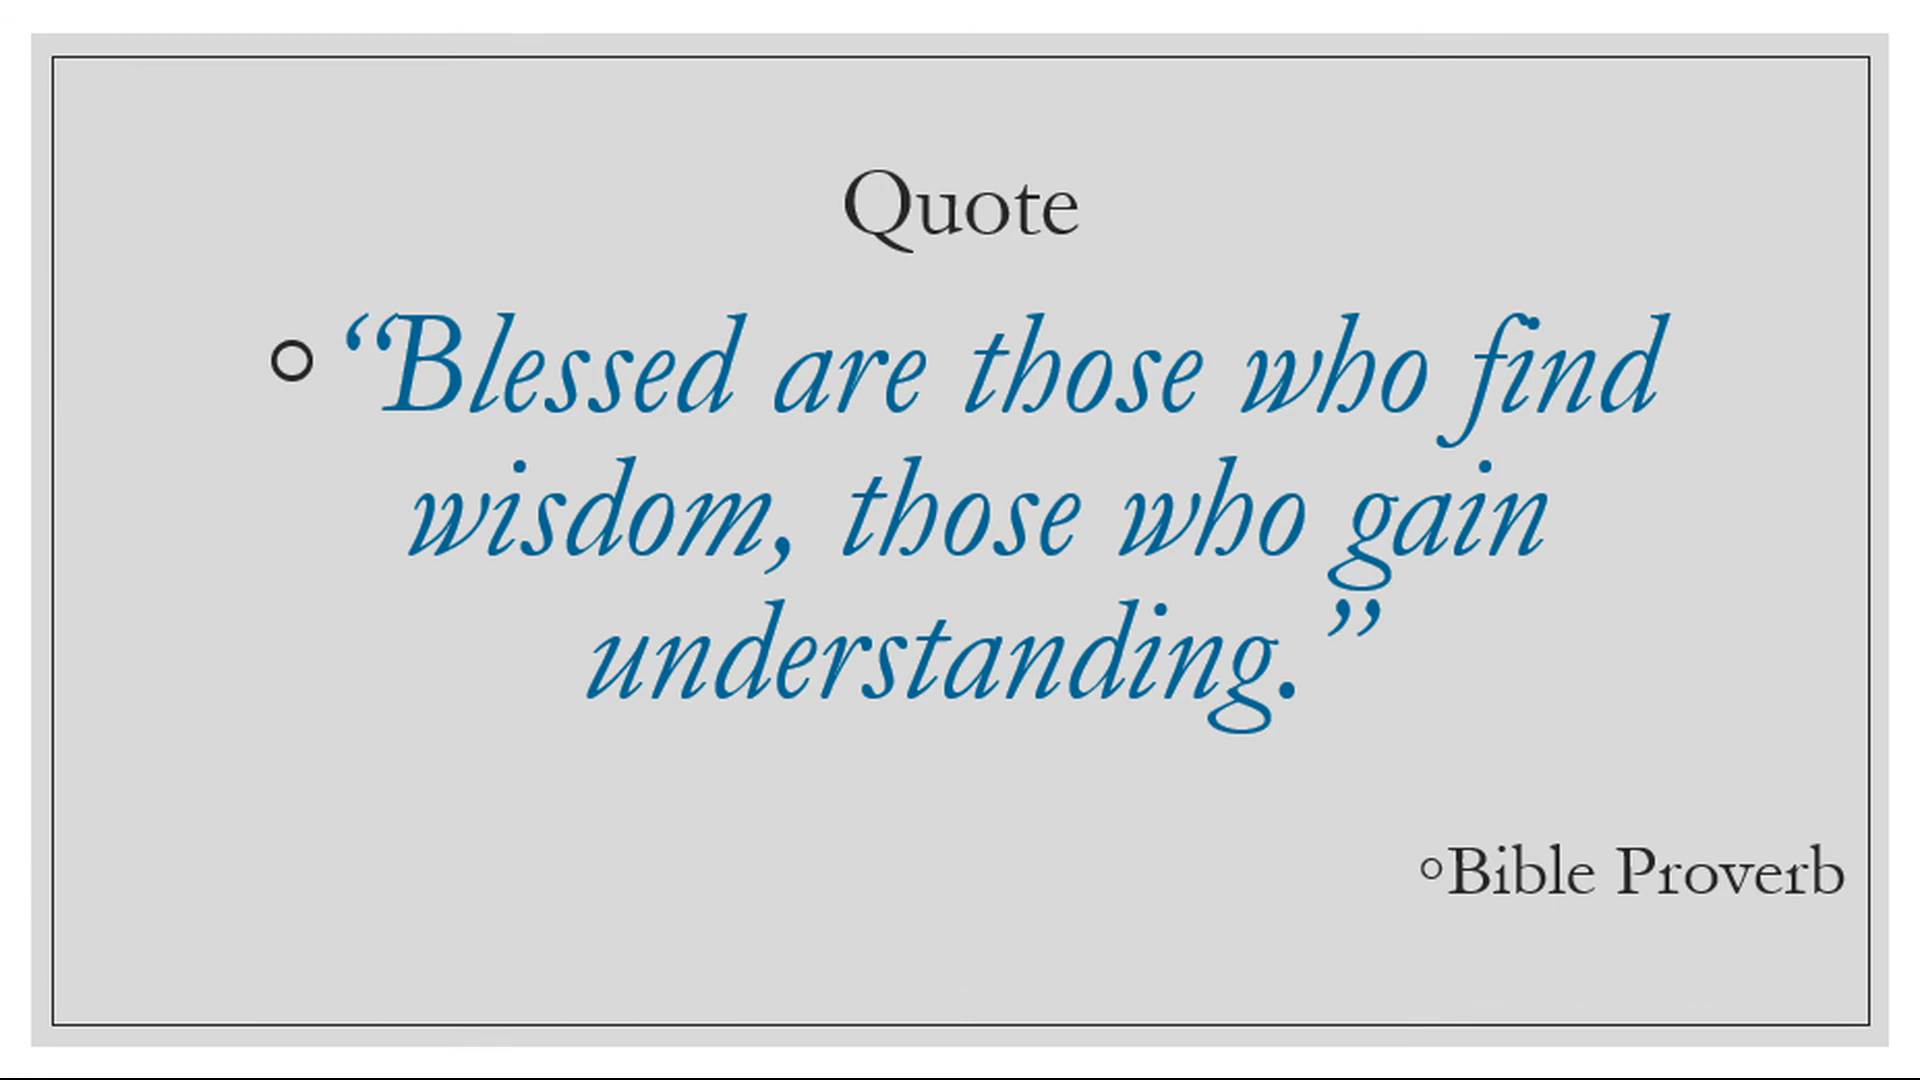 Quote
“Blessed are those who find
wisdom, those who gain
understanding.”
Bible Proverb